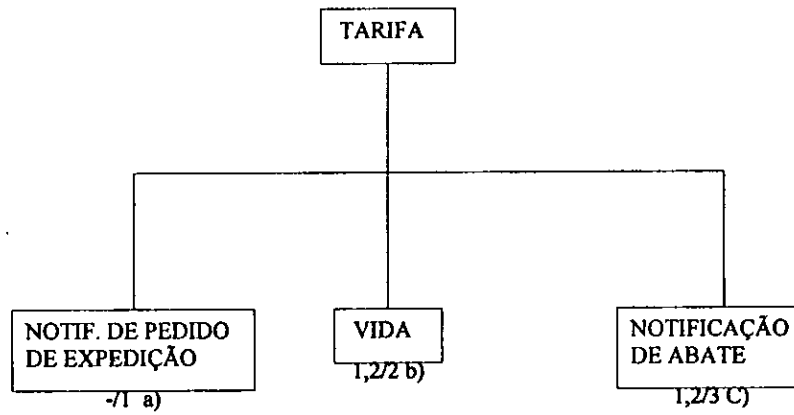 TARIFA
NOTIF. DE PEDIDO
DE EXPEDIÇÃO
-/1 a)
VIDA
1,2/2 b)
NOTIFICAÇÃO
DE ABATE
1,2/3 C)